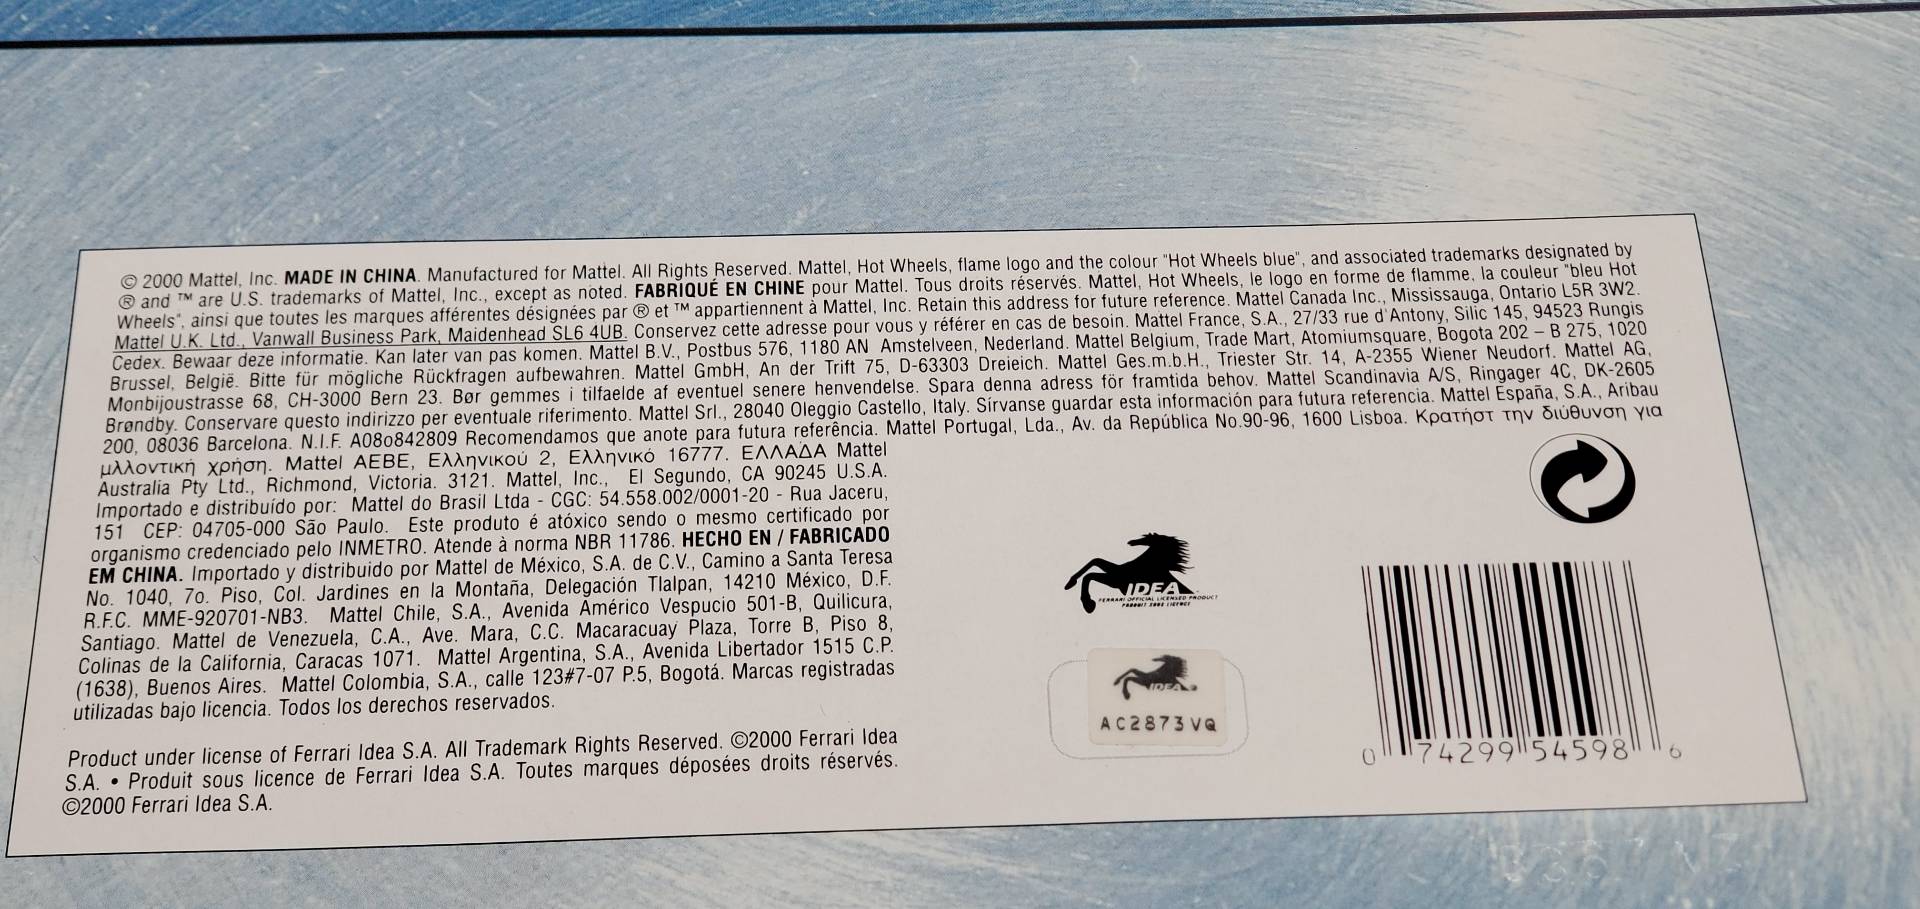 © 2000 Mattel, Inc. MADE IN CHINA. Manufactured for Mattel. All Rights Reserved. Mattel, Hot Wheels, flame logo and the colour "Hot Wheels blue", and associated trademarks designated by
® and ™ are U.S. trademarks of Mattel, Inc., except as noted. FABRIQUÉ EN CHINE pour Mattel. Tous droits réservés. Mattel, Hot Wheels, le logo en forme de flamme, la couleur "bleu Hot
Wheels", ainsi que toutes les marques afférentes désignées par ® et ™ appartiennent à Mattel, Inc. Retain this address for future reference. Mattel Canada Inc., Mississauga, Ontario L5R 3W2.
Mattel U.K. Ltd., Vanwall Business Park, Maidenhead SL6 4UB. Conservez cette adresse pour vous y référer en cas de besoin. Mattel France, S.A., 27/33 rue d'Antony, Silic 145, 94523 Rungis
Cedex. Bewaar deze informatie. Kan later van pas komen. Mattel B.V., Postbus 576, 1180 AN Amstelveen, Nederland. Mattel Belgium, Trade Mart, Atomiumsquare, Bogota 202 – B 275, 1020
Brussel, België. Bitte für mögliche Rückfragen aufbewahren. Mattel GmbH, An der Trift 75, D-63303 Dreieich. Mattel Ges.m.b.H., Triester Str. 14, A-2355 Wiener Neudorf. Mattel AG,
Monbijoustrasse 68, CH-3000 Bern 23. Bør gemmes i tilfaelde af eventuel senere henvendelse. Spara denna adress för framtida behov. Mattel Scandinavia A/S, Ringager 4C, DK-2605
Brøndby. Conservare questo indirizzo per eventuale riferimento. Mattel Srl., 28040 Oleggio Castello, Italy. Sírvanse guardar esta información para futura referencia. Mattel España, S.A., Aribau
200, 08036 Barcelona. N.I.F. A08o842809 Recomendamos que anote para futura referência. Mattel Portugal, Lda., Av. da República No.90-96, 1600 Lisboa. Κρατήστ την διύθυνση για
μλλοντική χρήση. Mattel AEBE, Ελληνικού 2, Ελληνικό 16777. ΕΛΛΑΔΑ Mattel
Australia Pty Ltd., Richmond, Victoria. 3121. Mattel, Inc., El Segundo, CA 90245 U.S.A.
Importado e distribuído por: Mattel do Brasil Ltda - CGC: 54.558.002/0001-20 - Rua Jaceru,
151 CEP: 04705-000 São Paulo. Este produto é atóxico sendo o mesmo certificado por
organismo credenciado pelo INMETRO. Atende à norma NBR 11786. HECHO EN / FABRICADO
EM CHINA. Importado y distribuido por Mattel de México, S.A. de C.V., Camino a Santa Teresa
No. 1040, 7o. Piso, Col. Jardines en la Montaña, Delegación Tlalpan, 14210 México, D.F.
R.F.C. MME-920701-NB3. Mattel Chile, S.A., Avenida Américo Vespucio 501-B, Quilicura,
Santiago. Mattel de Venezuela, C.A., Ave. Mara, C.C. Macaracuay Plaza, Torre B, Piso 8,
Colinas de la California, Caracas 1071. Mattel Argentina, S.A., Avenida Libertador 1515 C.P.
(1638), Buenos Aires. Mattel Colombia, S.A., calle 123#7-07 P.5, Bogotá. Marcas registradas
utilizadas bajo licencia. Todos los derechos reservados.
Product under license of Ferrari Idea S.A. All Trademark Rights Reserved. ©2000 Ferrari Idea
S.A. • Produit sous licence de Ferrari Idea S.A. Toutes marques déposées droits réservés.
©2000 Ferrari Idea S.A.
IDEA
FERRARI OFFICIAL LICENSED PRODUCT
PRODUIT SOUS LICENCE
IDEA
AC2873VQ
0 74299 54598 6